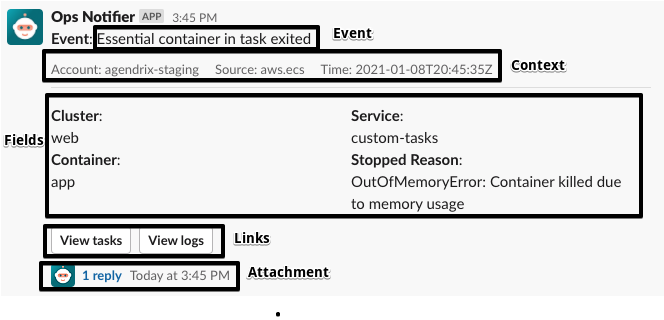 Ops Notifier APP 3:45 PM
Event: Essential container in task exited Event
Account: agendrix-staging Source: aws.ecs Time: 2021-01-08T20:45:35Z Context
Cluster: Service:
web custom-tasks
Fields
Container: Stopped Reason:
app OutOfMemoryError: Container killed due
to memory usage
View tasks View logs Links
1 reply Today at 3:45 PM Attachment